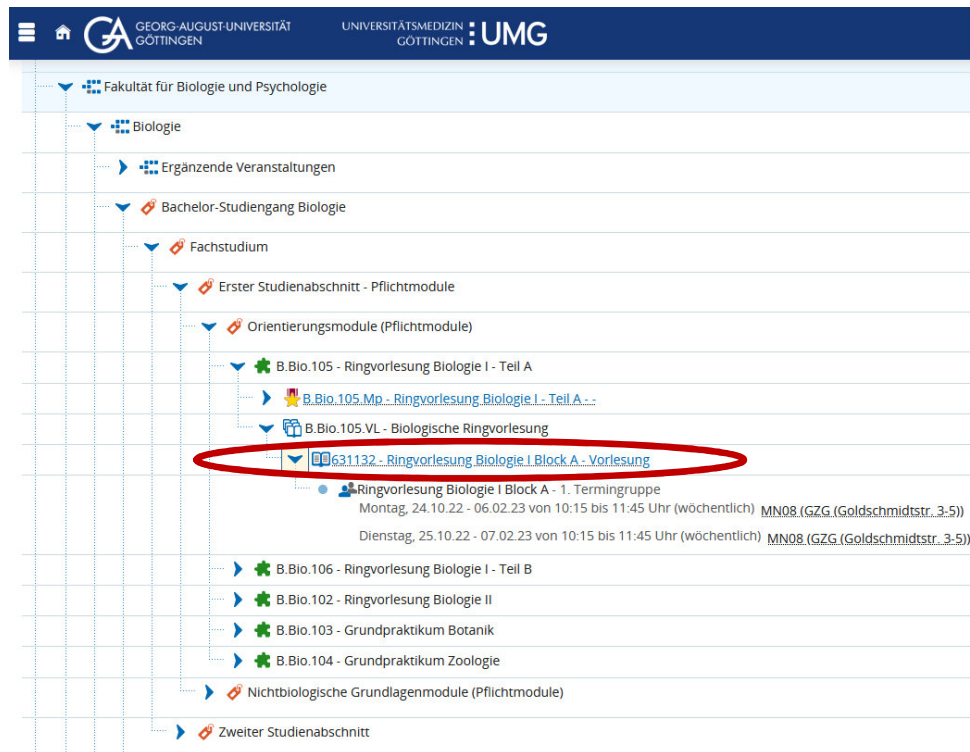 GEORG-AUGUST-UNIVERSITÄT
GÖTTINGEN
UNIVERSITÄTSMEDIZIN
GÖTTINGEN
UMG
Fakultät für Biologie und Psychologie
Biologie
Ergänzende Veranstaltungen
Bachelor-Studiengang Biologie
Fachstudium
Erster Studienabschnitt - Pflichtmodule
Orientierungsmodule (Pflichtmodule)
B.Bio.105 - Ringvorlesung Biologie I - Teil A
B.Bio.105.Mp - Ringvorlesung Biologie I - Teil A - -
B.Bio.105.VL - Biologische Ringvorlesung
631132 - Ringvorlesung Biologie I Block A - Vorlesung
Ringvorlesung Biologie I Block A - 1. Termingruppe
Montag, 24.10.22 - 06.02.23 von 10:15 bis 11:45 Uhr (wöchentlich) MN08 (GZG (Goldschmidtstr. 3-5))
Dienstag, 25.10.22 - 07.02.23 von 10:15 bis 11:45 Uhr (wöchentlich) MN08 (GZG (Goldschmidtstr. 3-5))
B.Bio.106 - Ringvorlesung Biologie I - Teil B
B.Bio.102 - Ringvorlesung Biologie II
B.Bio.103 - Grundpraktikum Botanik
B.Bio.104 - Grundpraktikum Zoologie
Nichtbiologische Grundlagenmodule (Pflichtmodule)
Zweiter Studienabschnitt